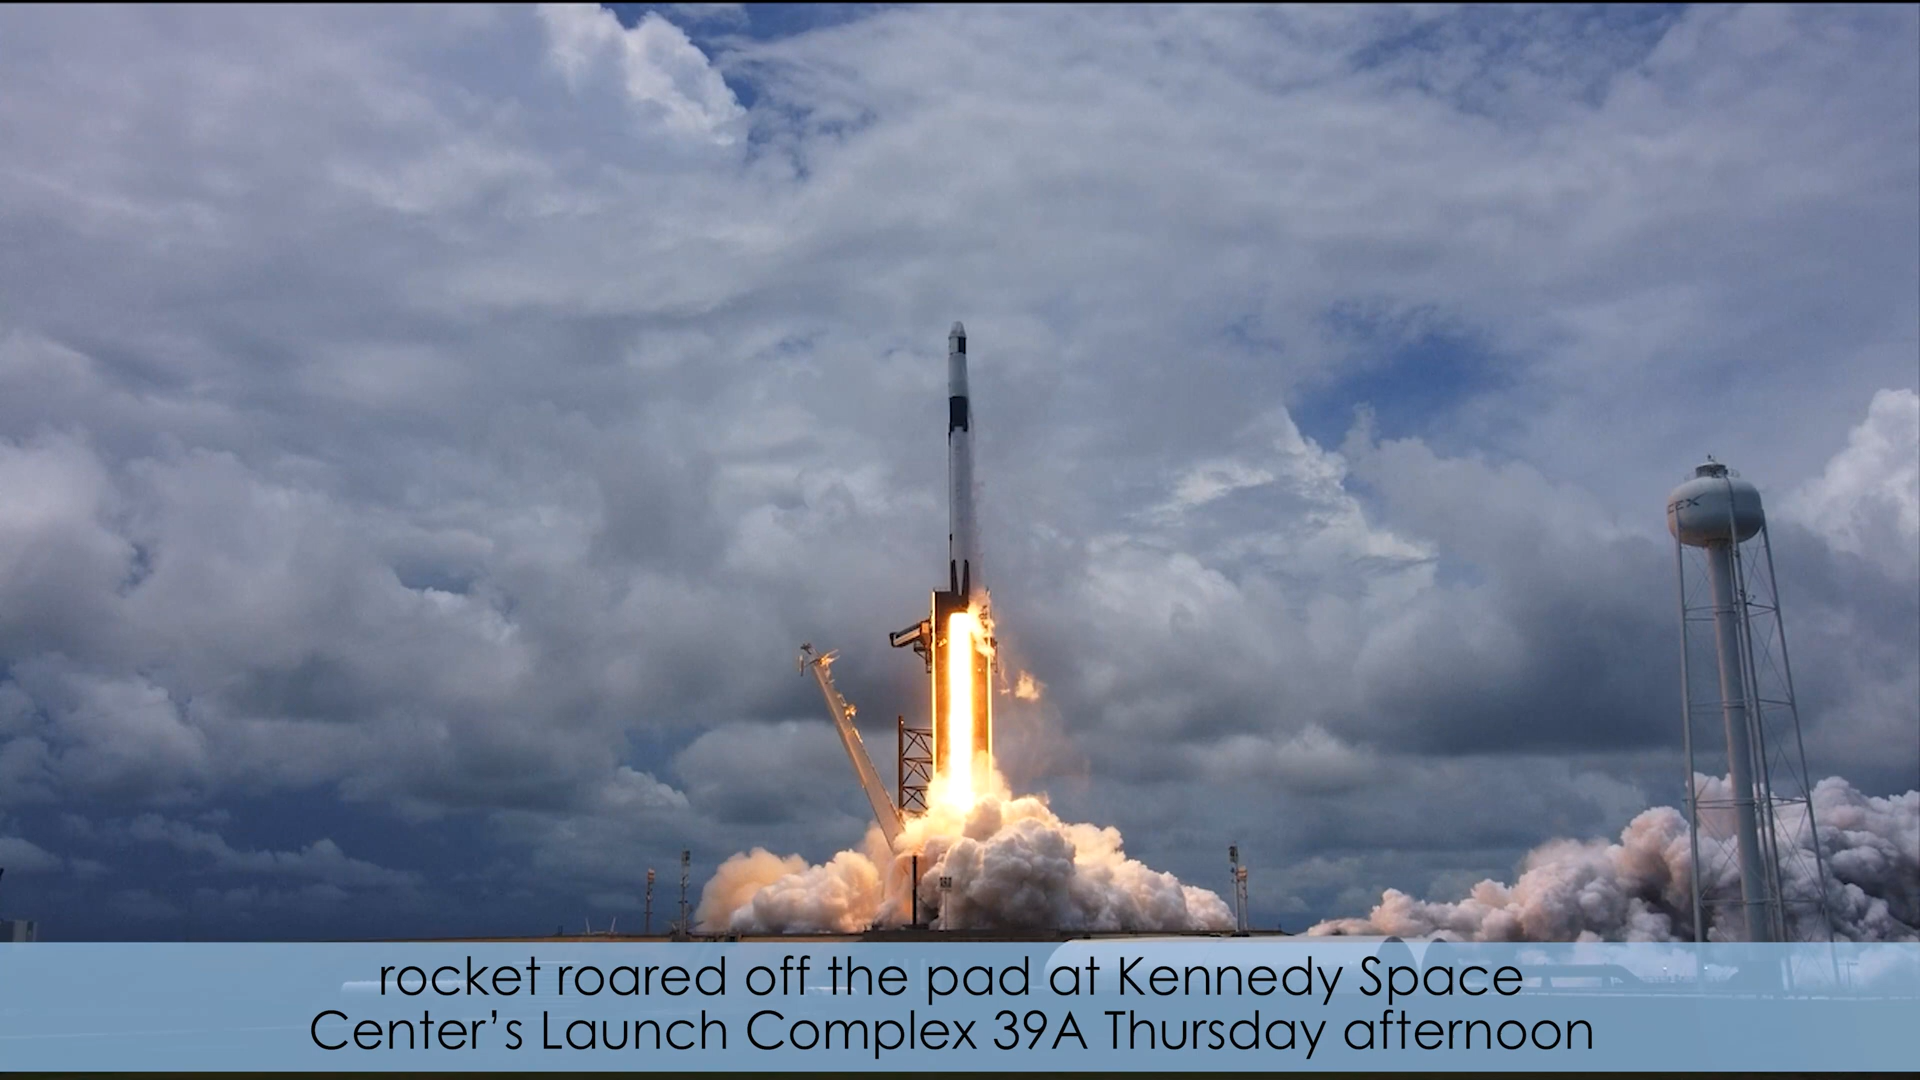 rocket roared off the pad at Kennedy Space
Center's Launch Complex 39A Thursday afternoon